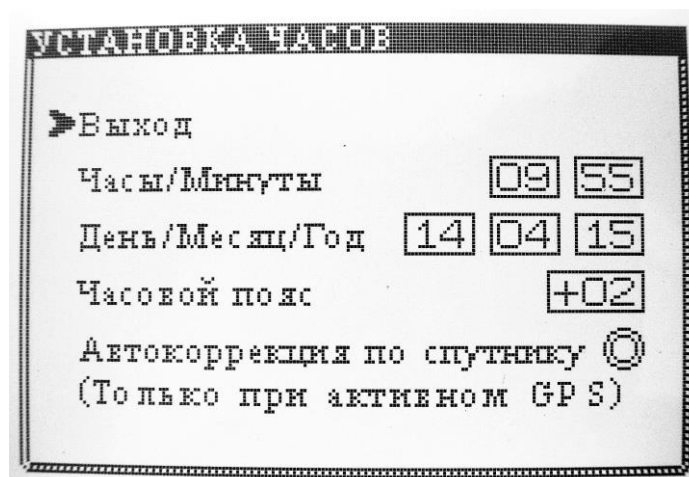 УСТАНОВКА ЧАСОВ
Выход
Часы/Минуты 09 55
День/Месяц/Год 14 04 15
Часовой пояс +02
Автокоррекция по спутнику
(Только при активном GPS)